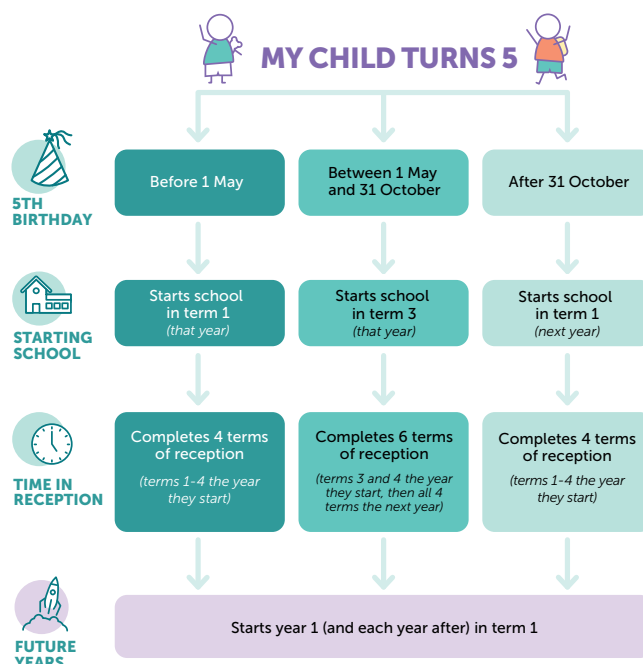 MY CHILD TURNS 5
5TH
BIRTHDAY
Before 1 May
Between 1 May
and 31 October
After 31 October
STARTING
SCHOOL
Starts school
in term 1
(that year)
Starts school
in term 3
(that year)
Starts school
in term 1
(next year)
TIME IN
RECEPTION
Completes 4 terms
of reception
(terms 1-4 the year
they start)
Completes 6 terms
of reception
(terms 3 and 4 the year
they start, then all 4
terms the next year)
Completes 4 terms
of reception
(terms 1-4 the year
they start)
FUTURE
YEARS
Starts year 1 (and each year after) in term 1